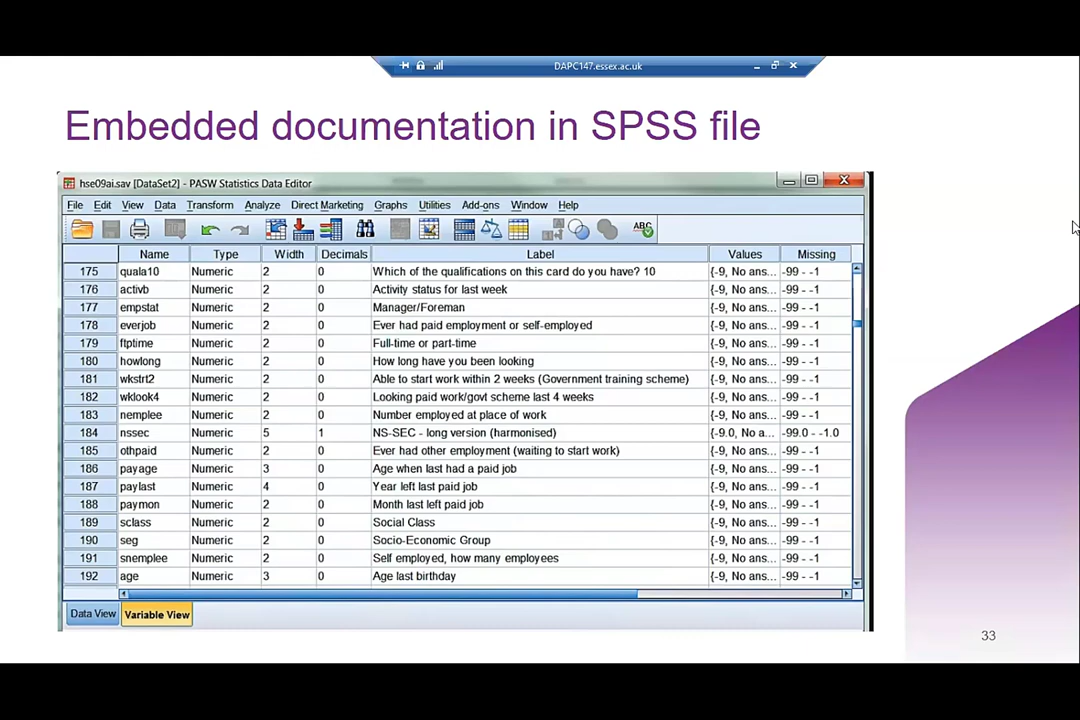 DAPC147.essex.ac.uk
Embedded documentation in SPSS file
hse09ai.sav [DataSet2] - PASW Statistics Data Editor
File Edit View Data Transform Analyze Direct Marketing Graphs Utilities Add-ons Window Help
ABC
Name Type Width Decimals Label Values Missing
175 quala10 Numeric 2 0 Which of the qualifications on this card do you have? 10 {-9, No ans... -99 - -1
176 activb Numeric 2 0 Activity status for last week {-9, No ans... -99 - -1
177 empstat Numeric 2 0 Manager/Foreman {-9, No ans... -99 - -1
178 everjob Numeric 2 0 Ever had paid employment or self-employed {-9, No ans... -99 - -1
179 ftptime Numeric 2 0 Full-time or part-time {-9, No ans... -99 - -1
180 howlong Numeric 2 0 How long have you been looking {-9, No ans... -99 - -1
181 wkstrt2 Numeric 2 0 Able to start work within 2 weeks (Government training scheme) {-9, No ans... -99 - -1
182 wklook4 Numeric 2 0 Looking paid work/govt scheme last 4 weeks {-9, No ans... -99 - -1
183 nemplee Numeric 2 0 Number employed at place of work {-9, No ans... -99 - -1
184 nssec Numeric 5 1 NS-SEC - long version (harmonised) {-9.0, No a... -99.0 - -1.0
185 othpaid Numeric 2 0 Ever had other employment (waiting to start work) {-9, No ans... -99 - -1
186 payage Numeric 3 0 Age when last had a paid job {-9, No ans... -99 - -1
187 paylast Numeric 4 0 Year left last paid job {-9, No ans... -99 - -1
188 paymon Numeric 2 0 Month last left paid job {-9, No ans... -99 - -1
189 sclass Numeric 2 0 Social Class {-9, No ans... -99 - -1
190 seg Numeric 2 0 Socio-Economic Group {-9, No ans... -99 - -1
191 snemplee Numeric 2 0 Self employed, how many employees {-9, No ans... -99 - -1
192 age Numeric 3 0 Age last birthday {-9, No ans... -99 - -1
Data View Variable View
33